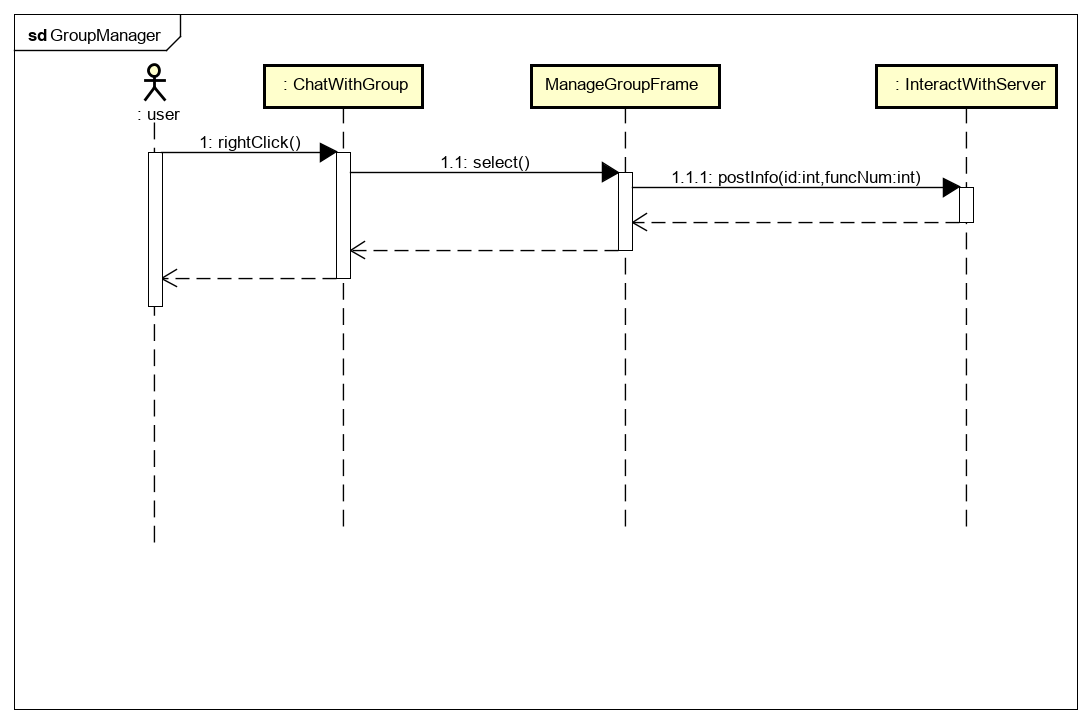 sd GroupManager
: user
: ChatWithGroup
ManageGroupFrame
: InteractWithServer
1: rightClick()
1.1: select()
1.1.1: postInfo(id:int,funcNum:int)